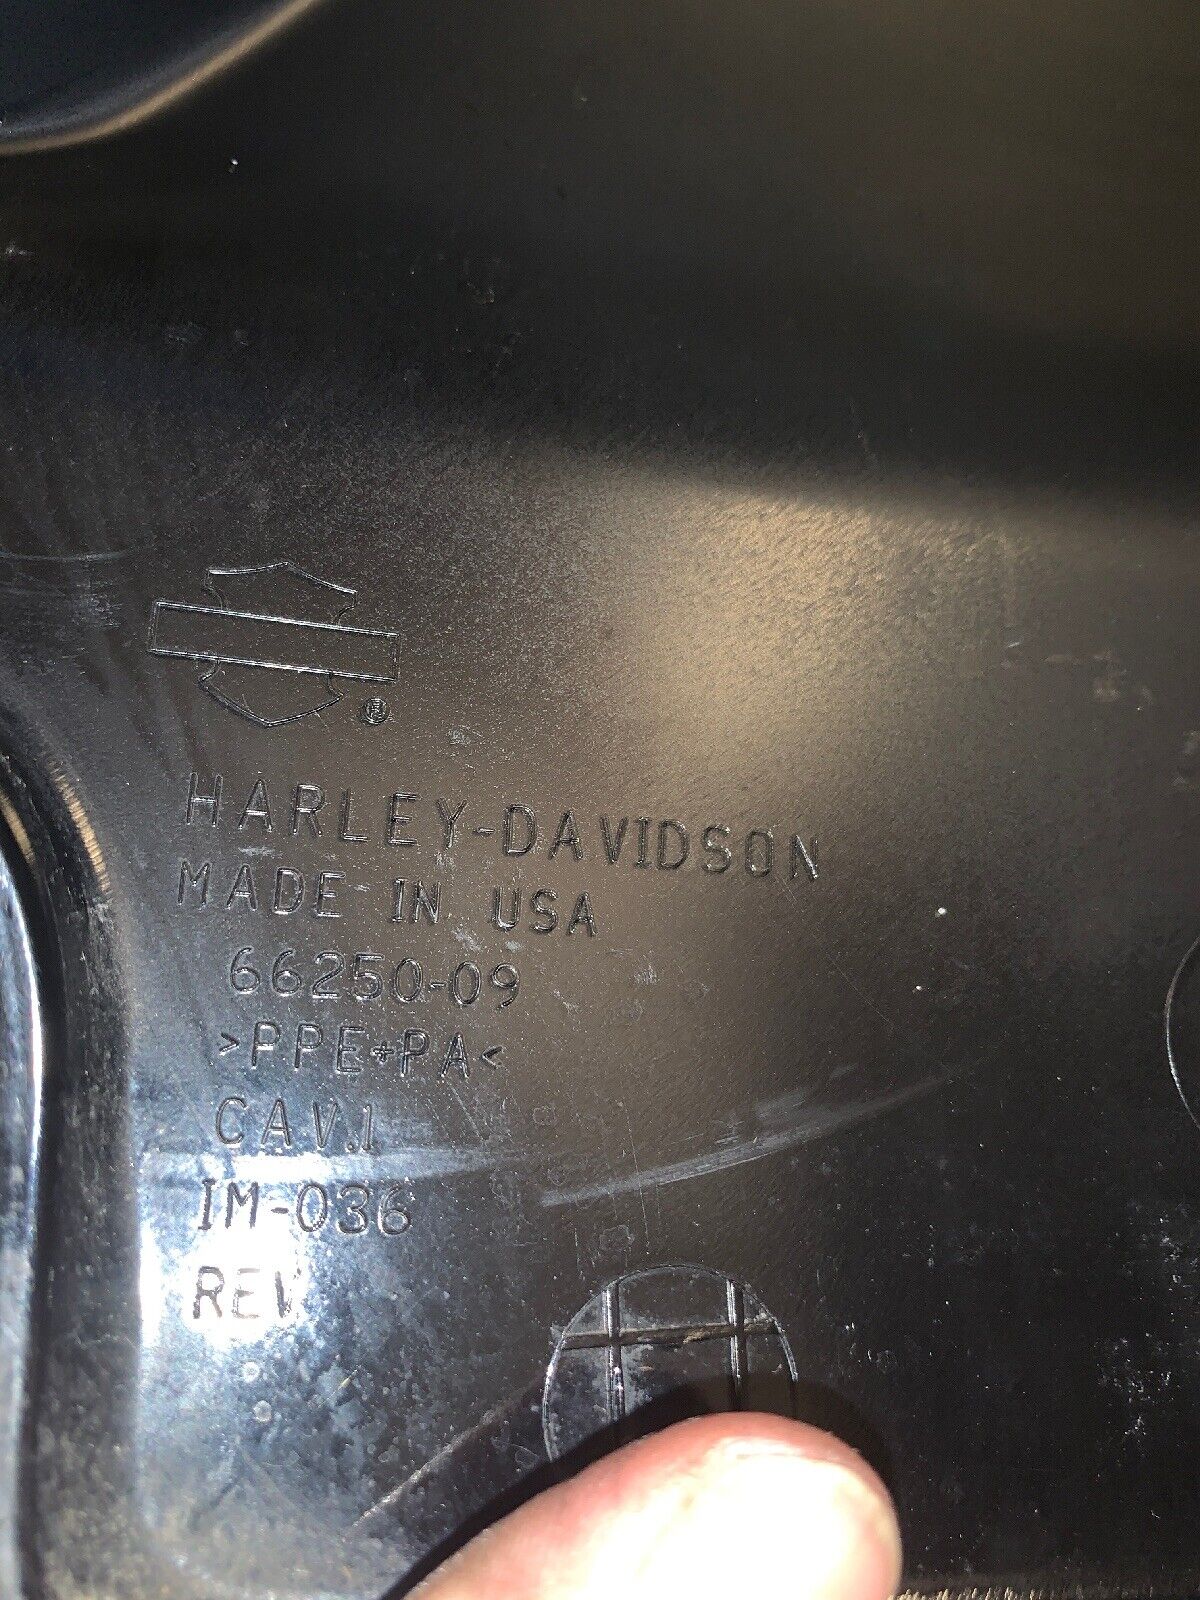 ®
HARLEY-DAVIDSON
MADE IN USA
66250-09
>PPE+PA<
CAV.1
IM-036
REV